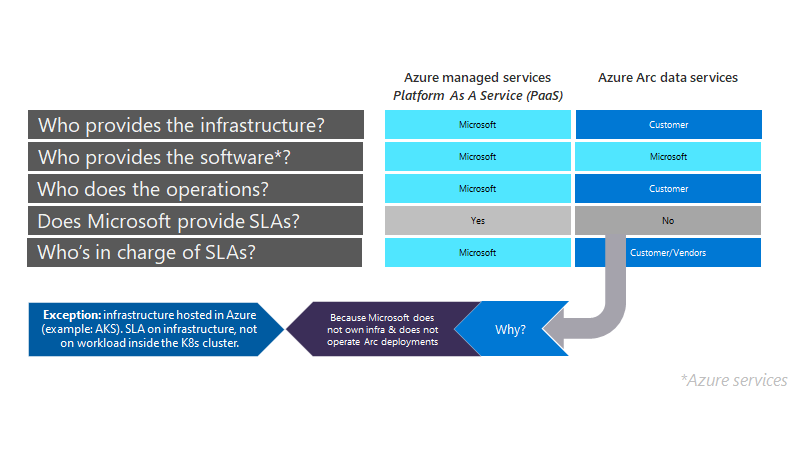 Azure managed services
Platform As A Service (PaaS)
Azure Arc data services
Who provides the infrastructure?
Microsoft
Customer
Who provides the software*?
Microsoft
Microsoft
Who does the operations?
Microsoft
Customer
Does Microsoft provide SLAs?
Yes
No
Who's in charge of SLAs?
Microsoft
Customer/Vendors
Exception: infrastructure hosted in Azure
(example: AKS). SLA on infrastructure, not
on workload inside the K8s cluster.
Because Microsoft does
not own infra & does not
operate Arc deployments
Why?
*Azure services